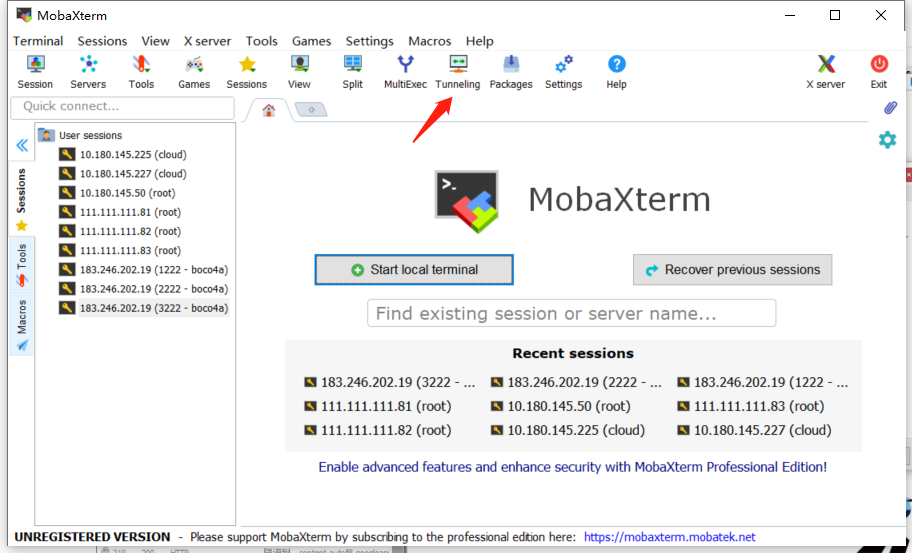 MobaXterm
Terminal Sessions View X server Tools Games Settings Macros Help
Session Servers Tools Games Sessions View Split MultiExec Tunneling Packages Settings Help X server Exit
Quick connect...
User sessions
10.180.145.225 (cloud)
10.180.145.227 (cloud)
10.180.145.50 (root)
111.111.111.81 (root)
111.111.111.82 (root)
111.111.111.83 (root)
183.246.202.19 (1222 - boco4a)
183.246.202.19 (2222 - boco4a)
183.246.202.19 (3222 - boco4a)
Sessions
Tools
Macros
>_
MobaXterm
Start local terminal
Recover previous sessions
Find existing session or server name...
Recent sessions
183.246.202.19 (3222 - ... 183.246.202.19 (2222 - ... 183.246.202.19 (1222 - ...
111.111.111.81 (root) 10.180.145.50 (root) 111.111.111.83 (root)
111.111.111.82 (root) 10.180.145.225 (cloud) 10.180.145.227 (cloud)
Enable advanced features and enhance security with MobaXterm Professional Edition!
UNREGISTERED VERSION - Please support MobaXterm by subscribing to the professional edition here: https://mobaxterm.mobatek.net